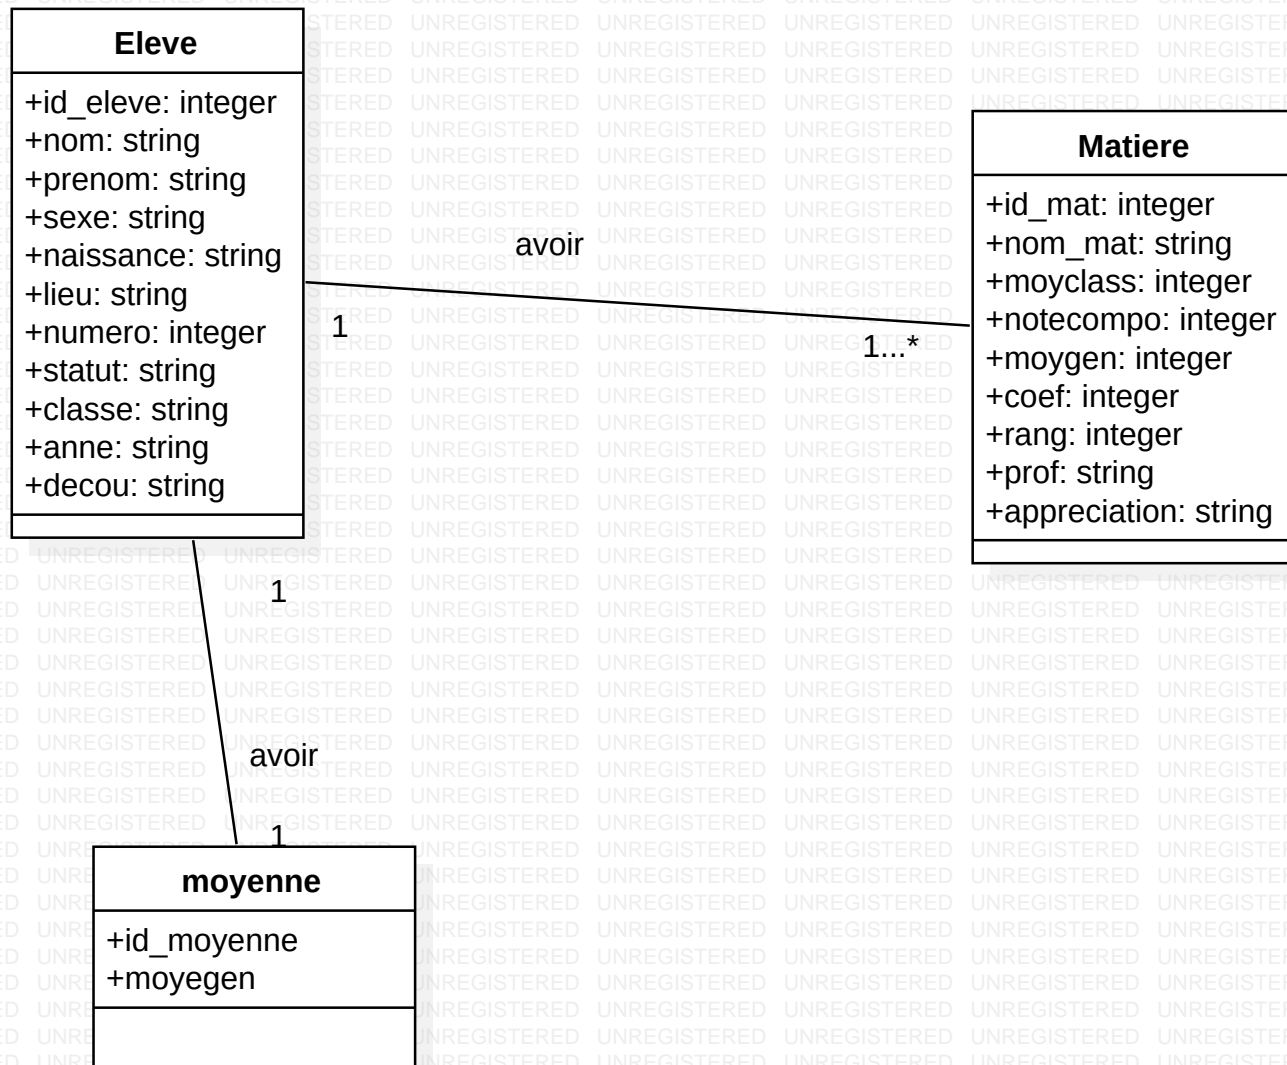 Eleve
+id_eleve: integer
+nom: string
+prenom: string
+sexe: string
+naissance: string
+lieu: string
+numero: integer
+statut: string
+classe: string
+anne: string
+decou: string
avoir
1
1...*
Matiere
+id_mat: integer
+nom_mat: string
+moyclass: integer
+notecompo: integer
+moygen: integer
+coef: integer
+rang: integer
+prof: string
+appreciation: string
1
avoir
1
moyenne
+id_moyenne
+moyegen
UNREGISTERED